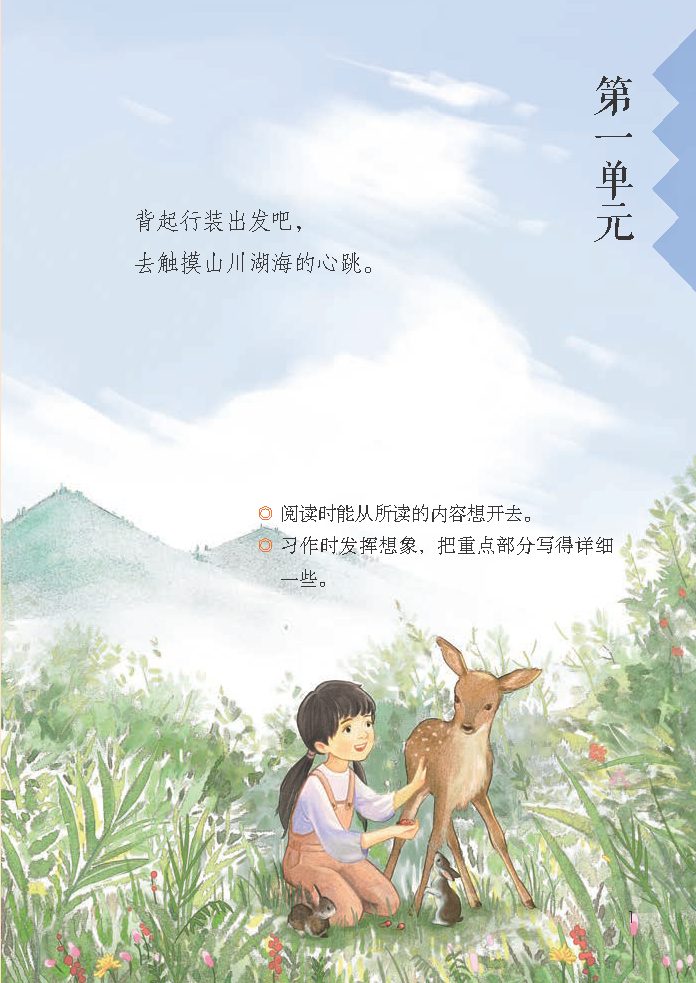 第一单元
背起行装出发吧，
去触摸山川湖海的心跳。
◎ 阅读时能从所读的内容想开去。
◎ 习作时发挥想象，把重点部分写得详细
一些。
1